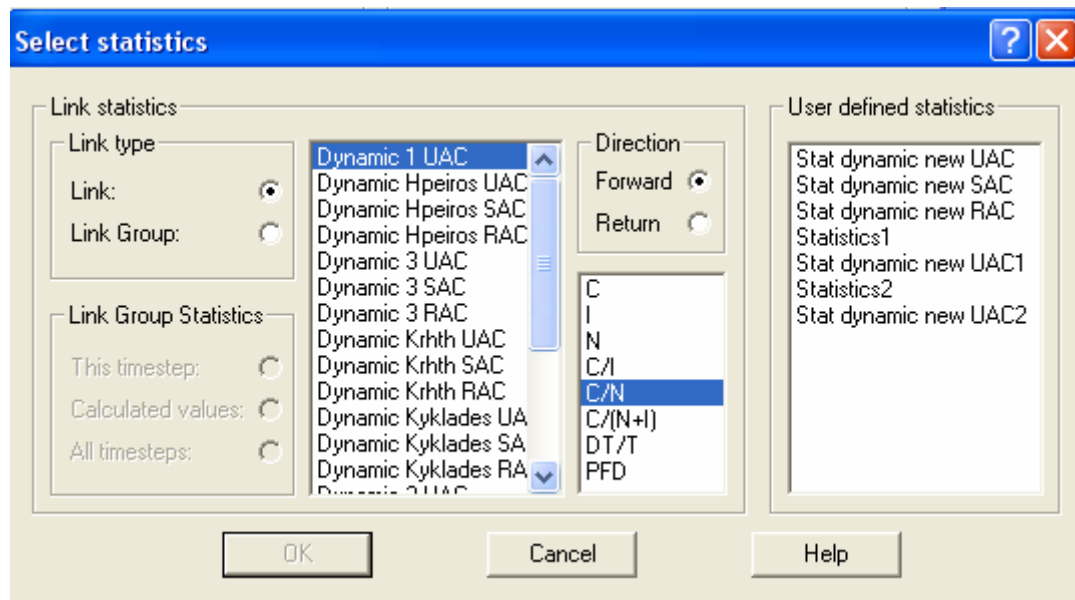 Select statistics
Link statistics
Link type
Link:
Link Group:
Link Group Statistics
This timestep:
Calculated values:
All timesteps:
Dynamic 1 UAC
Dynamic Hpeiros UAC
Dynamic Hpeiros SAC
Dynamic Hpeiros RAC
Dynamic 3 UAC
Dynamic 3 SAC
Dynamic 3 RAC
Dynamic Krhth UAC
Dynamic Krhth SAC
Dynamic Krhth RAC
Dynamic Kyklades UA
Dynamic Kyklades SA
Dynamic Kyklades RA
Direction
Forward
Return
C
I
N
C/I
C/N
C/(N+I)
DT/T
PFD
User defined statistics
Stat dynamic new UAC
Stat dynamic new SAC
Stat dynamic new RAC
Statistics1
Stat dynamic new UAC1
Statistics2
Stat dynamic new UAC2
OK
Cancel
Help